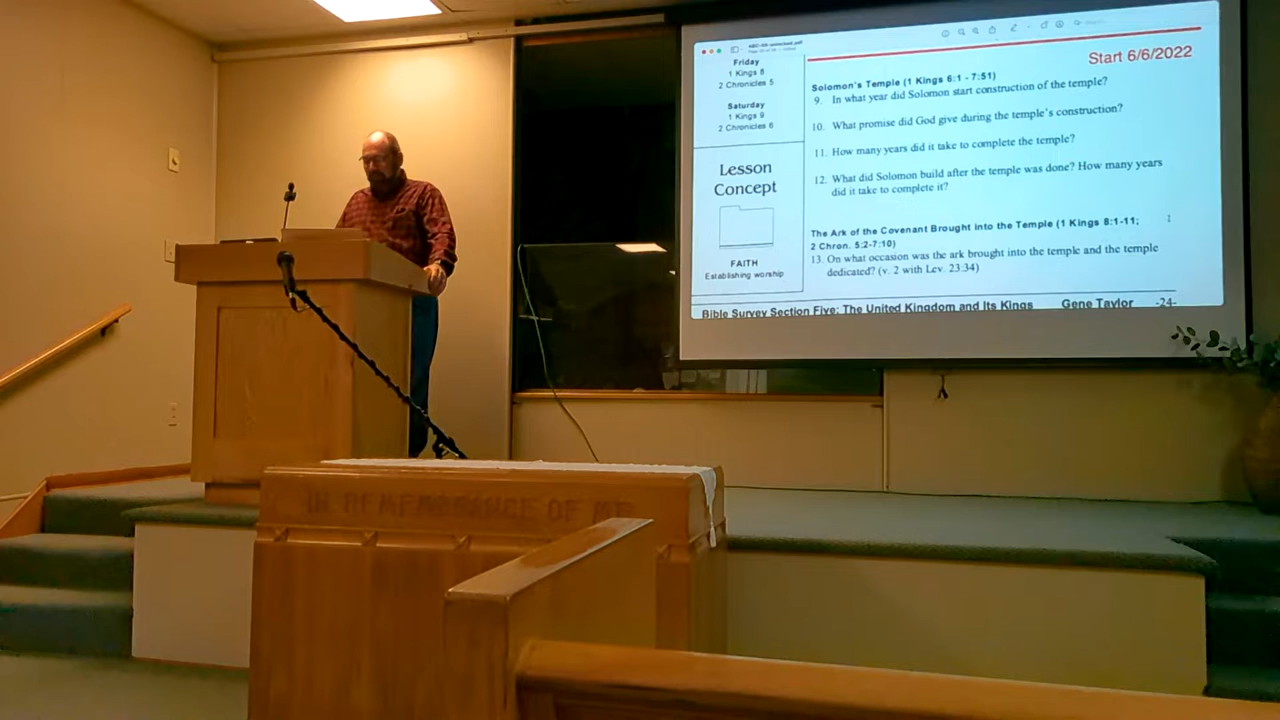 ABC-05-unlocked.pdf
Friday
1 Kings 8
2 Chronicles 5
Saturday
1 Kings 9
2 Chronicles 6
Lesson
Concept
FAITH
Establishing worship
Start 6/6/2022
Solomon's Temple (1 Kings 6:1 - 7:51)
9. In what year did Solomon start construction of the temple?
10. What promise did God give during the temple's construction?
11. How many years did it take to complete the temple?
12. What did Solomon build after the temple was done? How many years
did it take to complete it?
The Ark of the Covenant Brought into the Temple (1 Kings 8:1-11;
2 Chron. 5:2-7:10)
13. On what occasion was the ark brought into the temple and the temple
dedicated? (v. 2 with Lev. 23:34)
Bible Survey Section Five: The United Kingdom and Its Kings Gene Taylor -24-
IN REMEMBRANCE OF ME